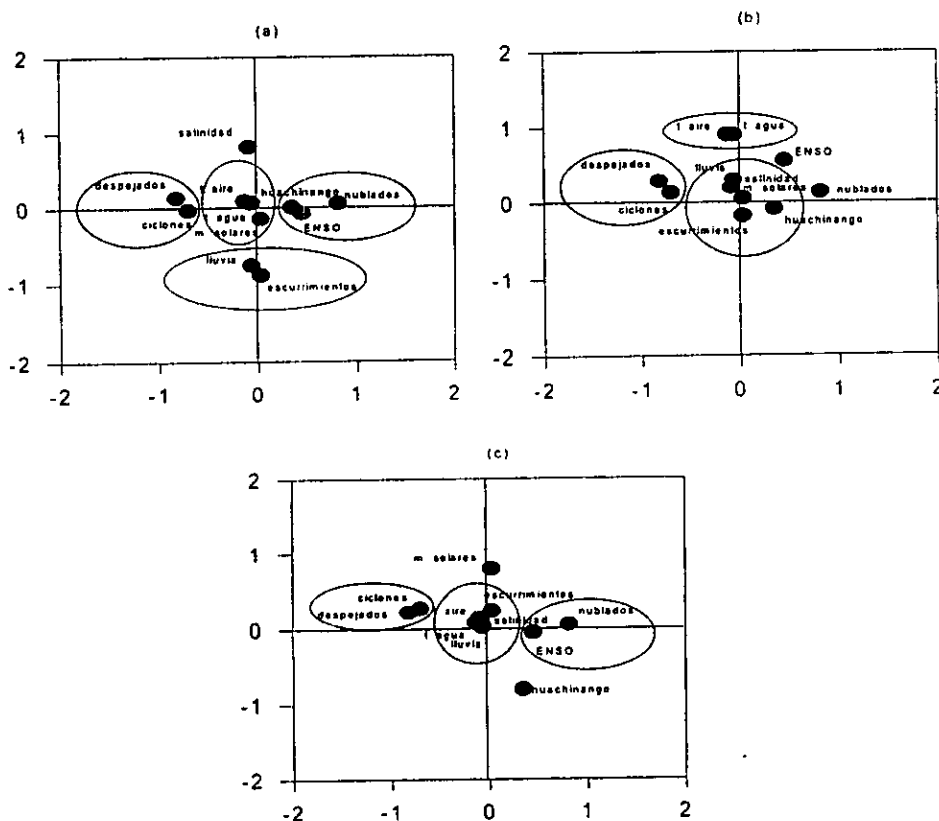 (a)
2
1
0
-1
-2
salinidad
despejados
t aire
huachinango
nublados
ciclones
t agua
m solares
ENSO
lluvia
escurrimientos
-2 -1 0 1 2
(b)
2
1
0
-1
-2
t aire
t agua
ENSO
despejados
lluvia
salinidad
m solares
nublados
ciclones
huachinango
escurrimientos
-2 -1 0 1 2
(c)
2
1
0
-1
-2
m solares
ciclones
escurrimientos
despejados
aire
nublados
salinidad
t agua
lluvia
ENSO
huachinango
-2 -1 0 1 2